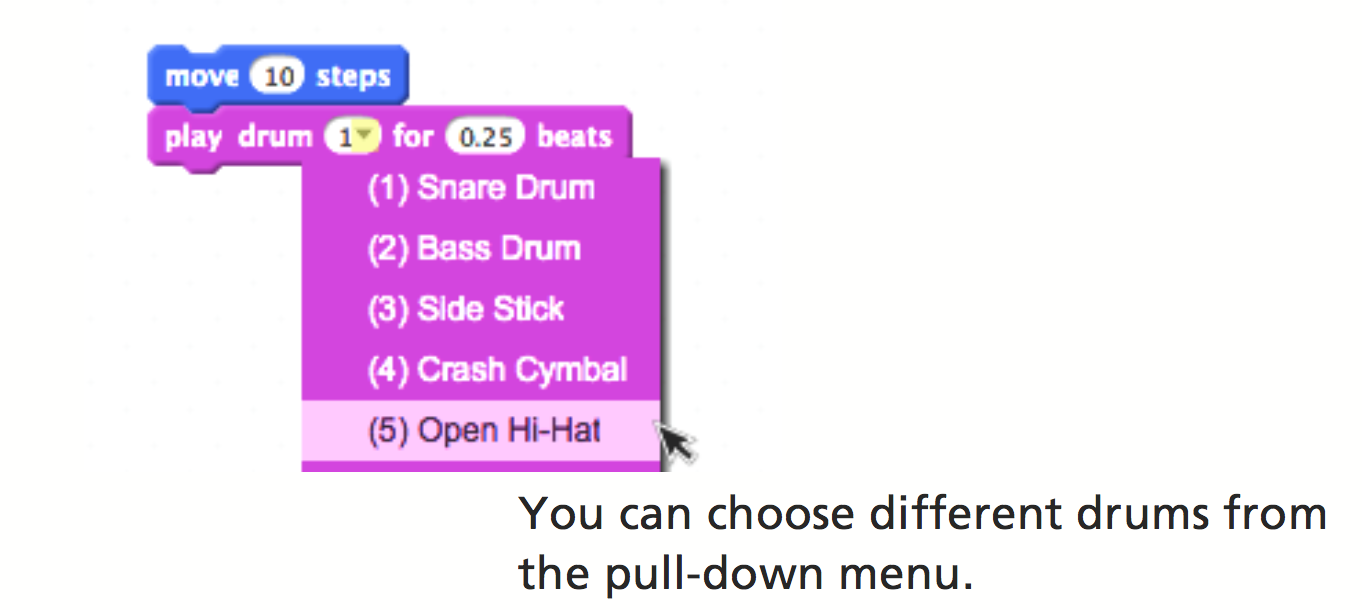 move 10 steps
play drum 1 for 0.25 beats
(1) Snare Drum
(2) Bass Drum
(3) Side Stick
(4) Crash Cymbal
(5) Open Hi-Hat
You can choose different drums from
the pull-down menu.